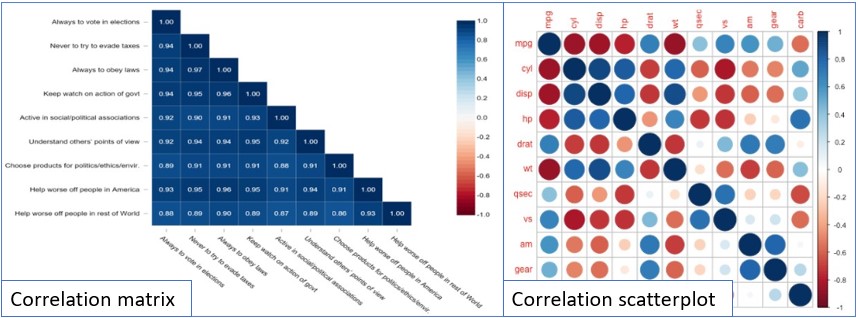 Always to vote in elections 1.00
Never to try to evade taxes 0.94 1.00
Always to obey laws 0.94 0.97 1.00
Keep watch on action of govt 0.94 0.95 0.96 1.00
Active in social/political associations 0.92 0.90 0.91 0.93 1.00
Understand others' points of view 0.92 0.94 0.94 0.95 0.92 1.00
Choose products for politics/ethics/envir. 0.89 0.91 0.91 0.91 0.88 0.91 1.00
Help worse off people in America 0.93 0.95 0.96 0.95 0.91 0.94 0.91 1.00
Help worse off people in rest of World 0.88 0.89 0.90 0.89 0.87 0.89 0.86 0.93 1.00
Always to vote in elections
Never to try to evade taxes
Always to obey laws
Keep watch on action of govt
Active in social/political associations
Understand others' points of view
Choose products for politics/ethics/envir.
Help worse off people in America
Help worse off people in rest of World
1.0
0.8
0.6
0.4
0.2
0.0
-0.2
-0.4
-0.6
-0.8
-1.0
Correlation matrix
mpg cyl disp hp drat wt qsec vs am gear carb
mpg
cyl
disp
hp
drat
wt
qsec
vs
am
gear
1
0.8
0.6
0.4
0.2
0
-0.2
-0.4
-0.6
-0.8
-1
Correlation scatterplot